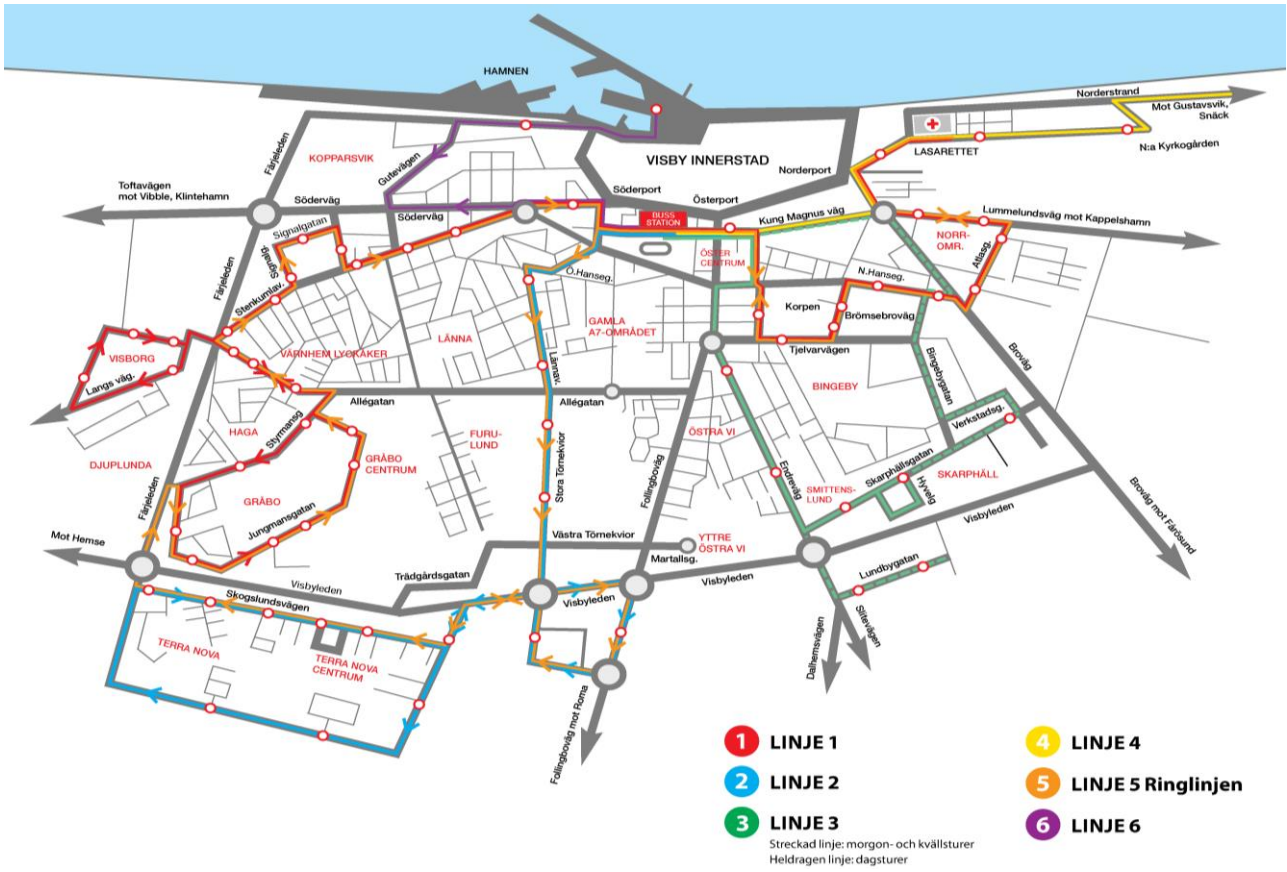 HAMNEN
Norderstrand
Mot Gustavsvik,
Snäck
LASARETTET
N:a Kyrkogården
KOPPARSVIK
Färjeleden
Gutevägen
VISBY INNERSTAD
Norderport
Söderport
Österport
Toftavägen
mot Vibble, Klintehamn
Söderväg
Söderväg
BUSS
STATION
Kung Magnus väg
Lummelundsväg mot Kappelshamn
Signalgatan
Signalg.
Stenkumlav.
Färjeleden
ÖSTER
CENTRUM
NORR-
OMR.
Atlasg.
Ö.Hanseg.
N.Hanseg.
Korpen
Brömsebroväg
Tjelvarvägen
GAMLA
A7-OMRÅDET
LÄNNA
Lännav.
VÄRNHEM LYCKÅKER
VISBORG
Langs väg.
Allégatan
Allégatan
BINGEBY
Bingebygatan
Broväg
Verkstadsg.
DJUPLUNDA
HAGA
Styrmansg
GRÅBO
CENTRUM
FURU-
LUND
Stora Törnekvior
Follingboväg
ÖSTRA VI
Endreväg
SMITTENS-
LUND
Skarphällsgatan
Hyvelg
SKARPHÄLL
Visbyleden
Broväg mot Fårösund
Färjeleden
GRÅBO
Jungmansgatan
Mot Hemse
Västra Törnekvior
YTTRE
ÖSTRA VI
Martallsg.
Trädgårdsgatan
Visbyleden
Skogslundsvägen
Visbyleden
Visbyleden
Lundbygatan
TERRA NOVA
TERRA NOVA
CENTRUM
Follingboväg mot Roma
Dalhemsvägen
Slitevägen
1 LINJE 1
2 LINJE 2
3 LINJE 3
Streckad linje: morgon- och kvällsturer
Heldragen linje: dagsturer
4 LINJE 4
5 LINJE 5 Ringlinjen
6 LINJE 6